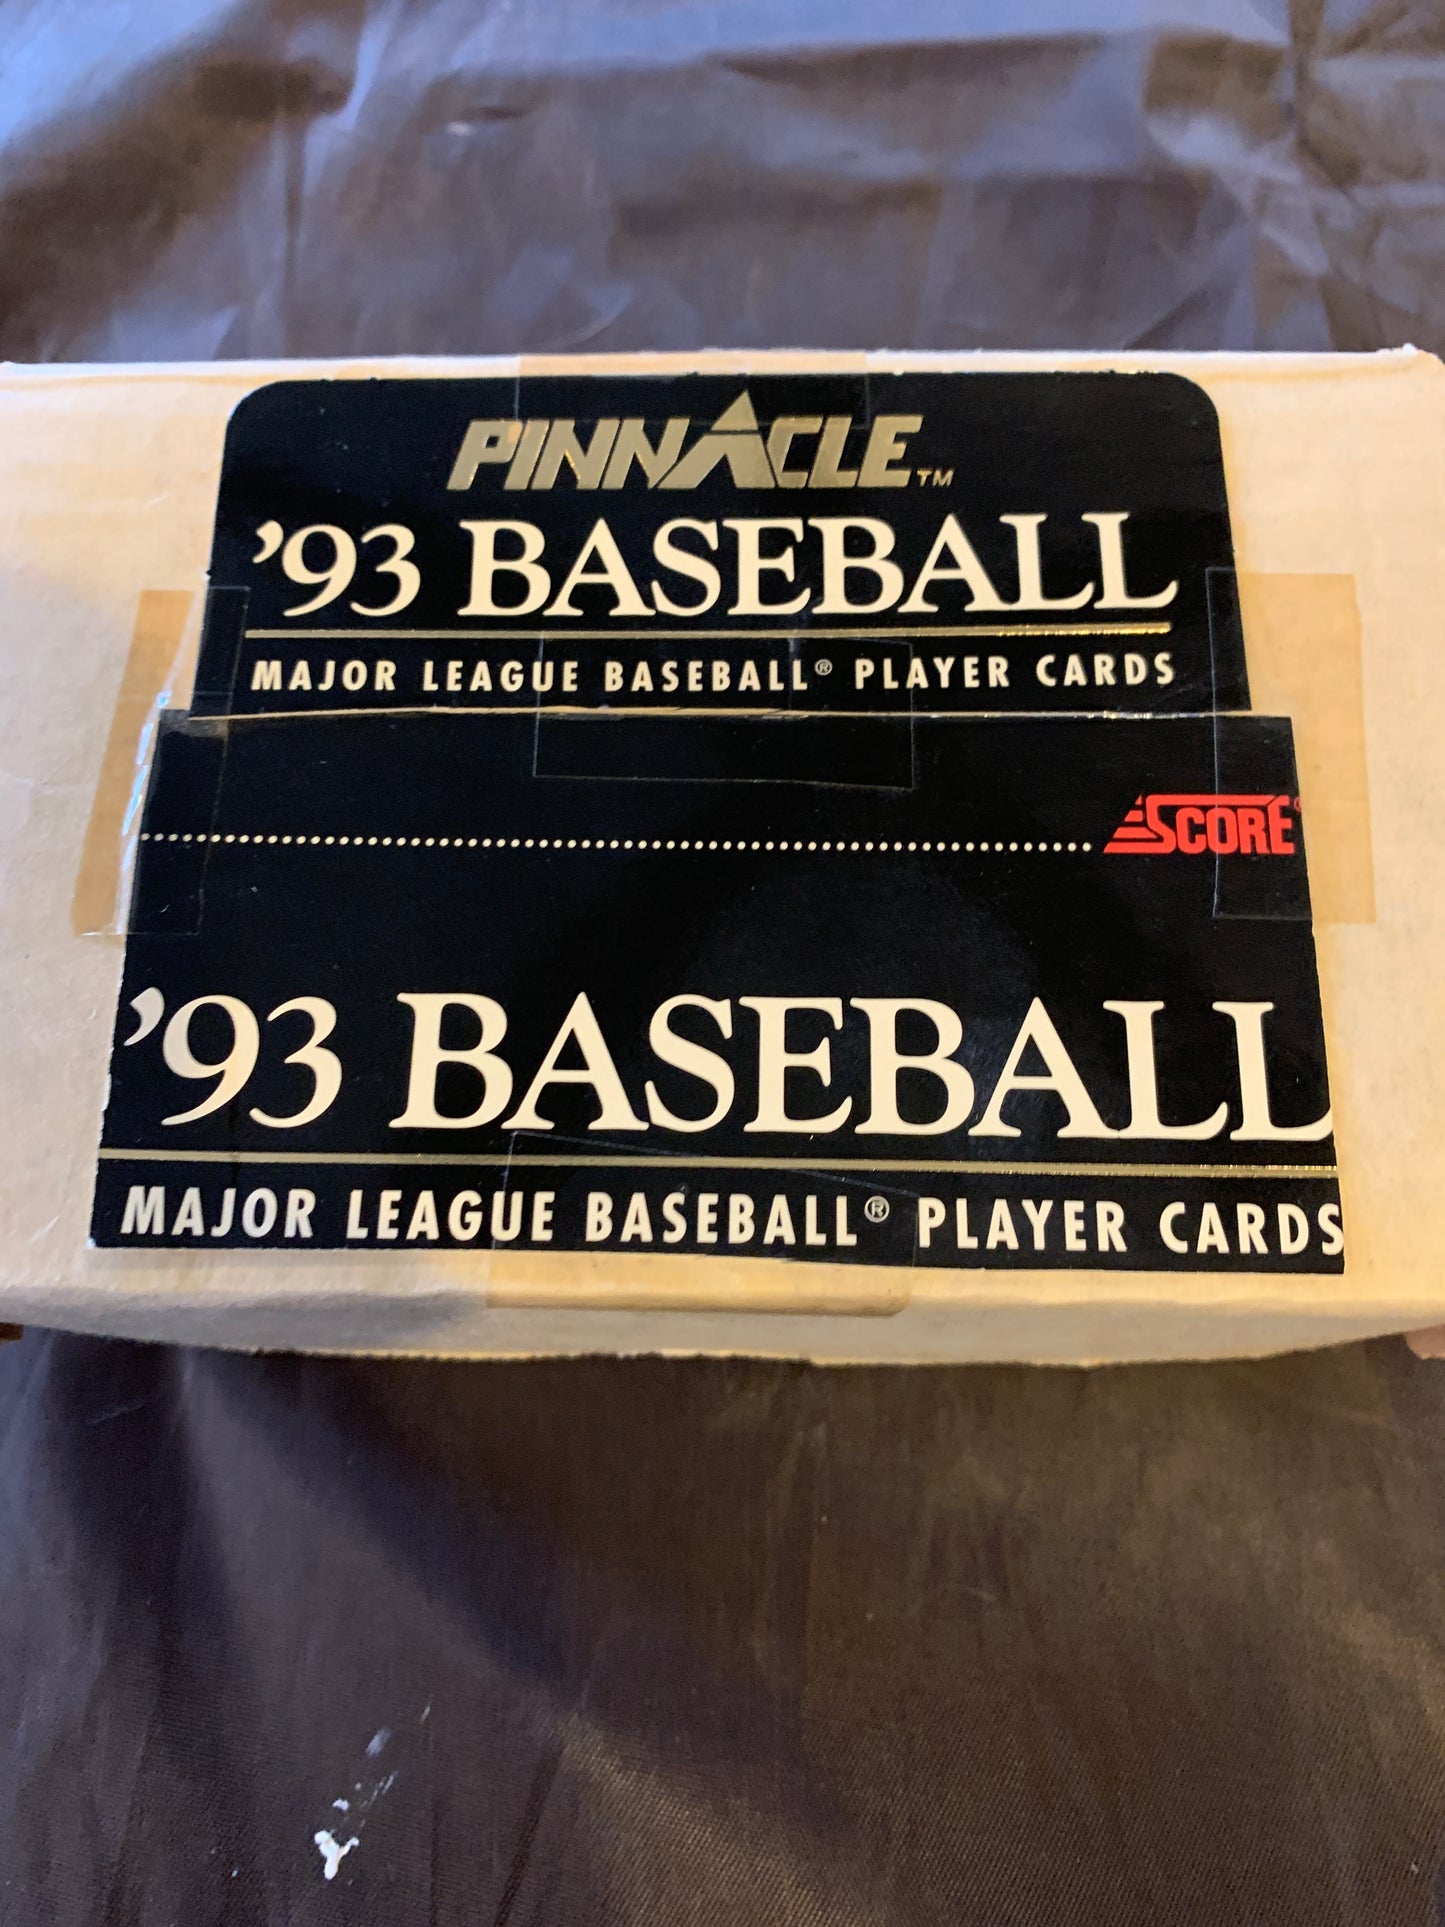 PINNACLE™
'93 BASEBALL
MAJOR LEAGUE BASEBALL® PLAYER CARDS
SCORE®
'93 BASEBALL
MAJOR LEAGUE BASEBALL® PLAYER CARDS